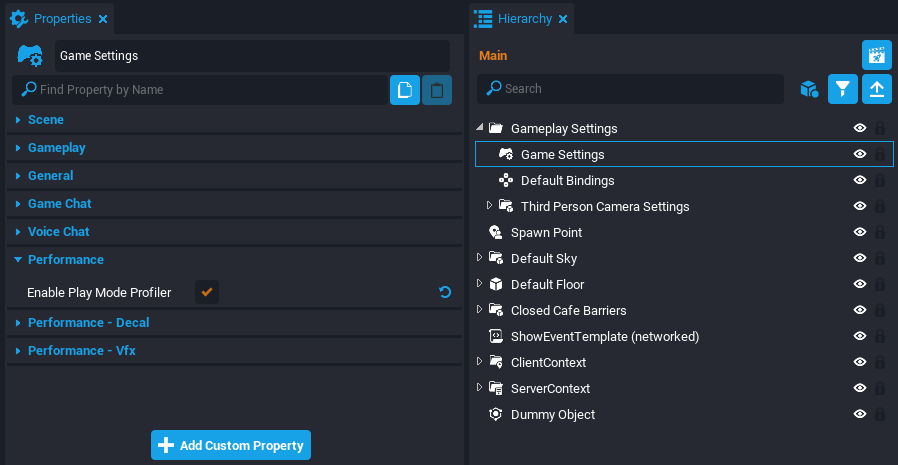 Properties
Game Settings
Find Property by Name
Scene
Gameplay
General
Game Chat
Voice Chat
Performance
Enable Play Mode Profiler
Performance - Decal
Performance - Vfx
Add Custom Property
Hierarchy
Main
Search
Gameplay Settings
Game Settings
Default Bindings
Third Person Camera Settings
Spawn Point
Default Sky
Default Floor
Closed Cafe Barriers
ShowEventTemplate (networked)
ClientContext
ServerContext
Dummy Object